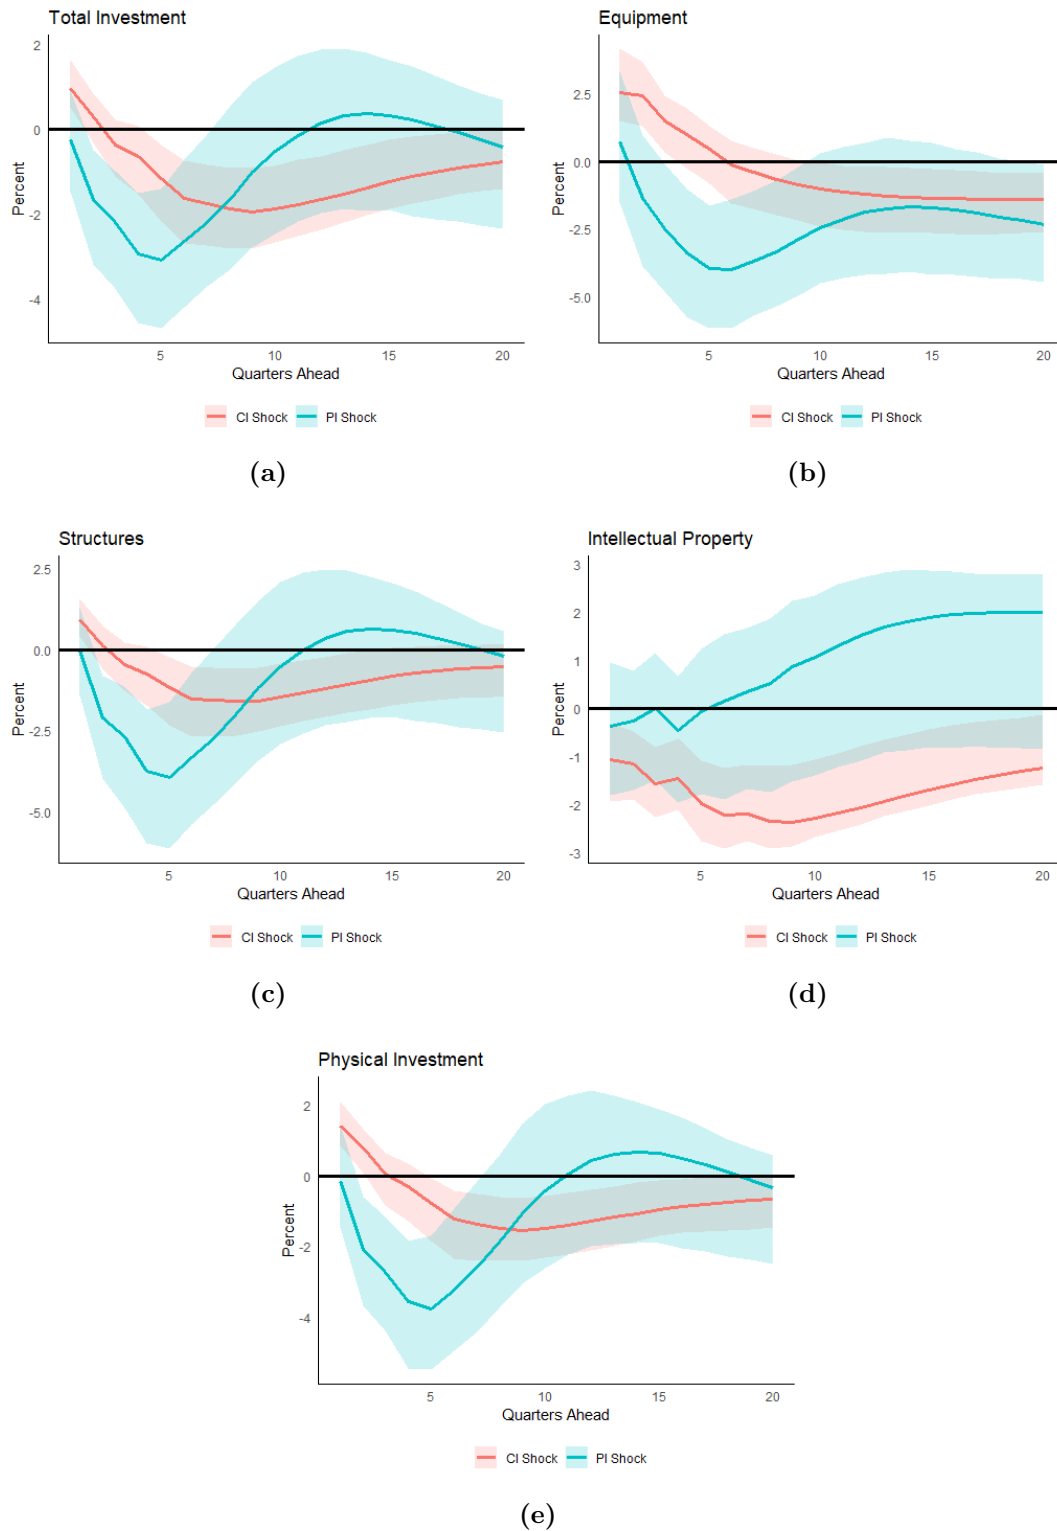 Total Investment
Percent
2
0
-2
-4
5 10 15 20
Quarters Ahead
CI Shock PI Shock
(a)
Equipment
Percent
2.5
0.0
-2.5
-5.0
5 10 15 20
Quarters Ahead
CI Shock PI Shock
(b)
Structures
Percent
2.5
0.0
-2.5
-5.0
5 10 15 20
Quarters Ahead
CI Shock PI Shock
(c)
Intellectual Property
Percent
3
2
1
0
-1
-2
-3
5 10 15 20
Quarters Ahead
CI Shock PI Shock
(d)
Physical Investment
Percent
2
0
-2
-4
5 10 15 20
Quarters Ahead
CI Shock PI Shock
(e)